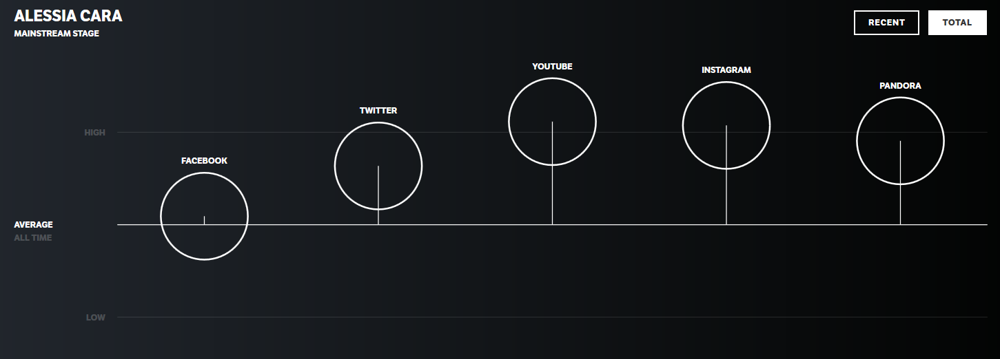 ALESSIA CARA
MAINSTREAM STAGE
RECENT
TOTAL
YOUTUBE
INSTAGRAM
PANDORA
TWITTER
HIGH
FACEBOOK
AVERAGE
ALL TIME
LOW